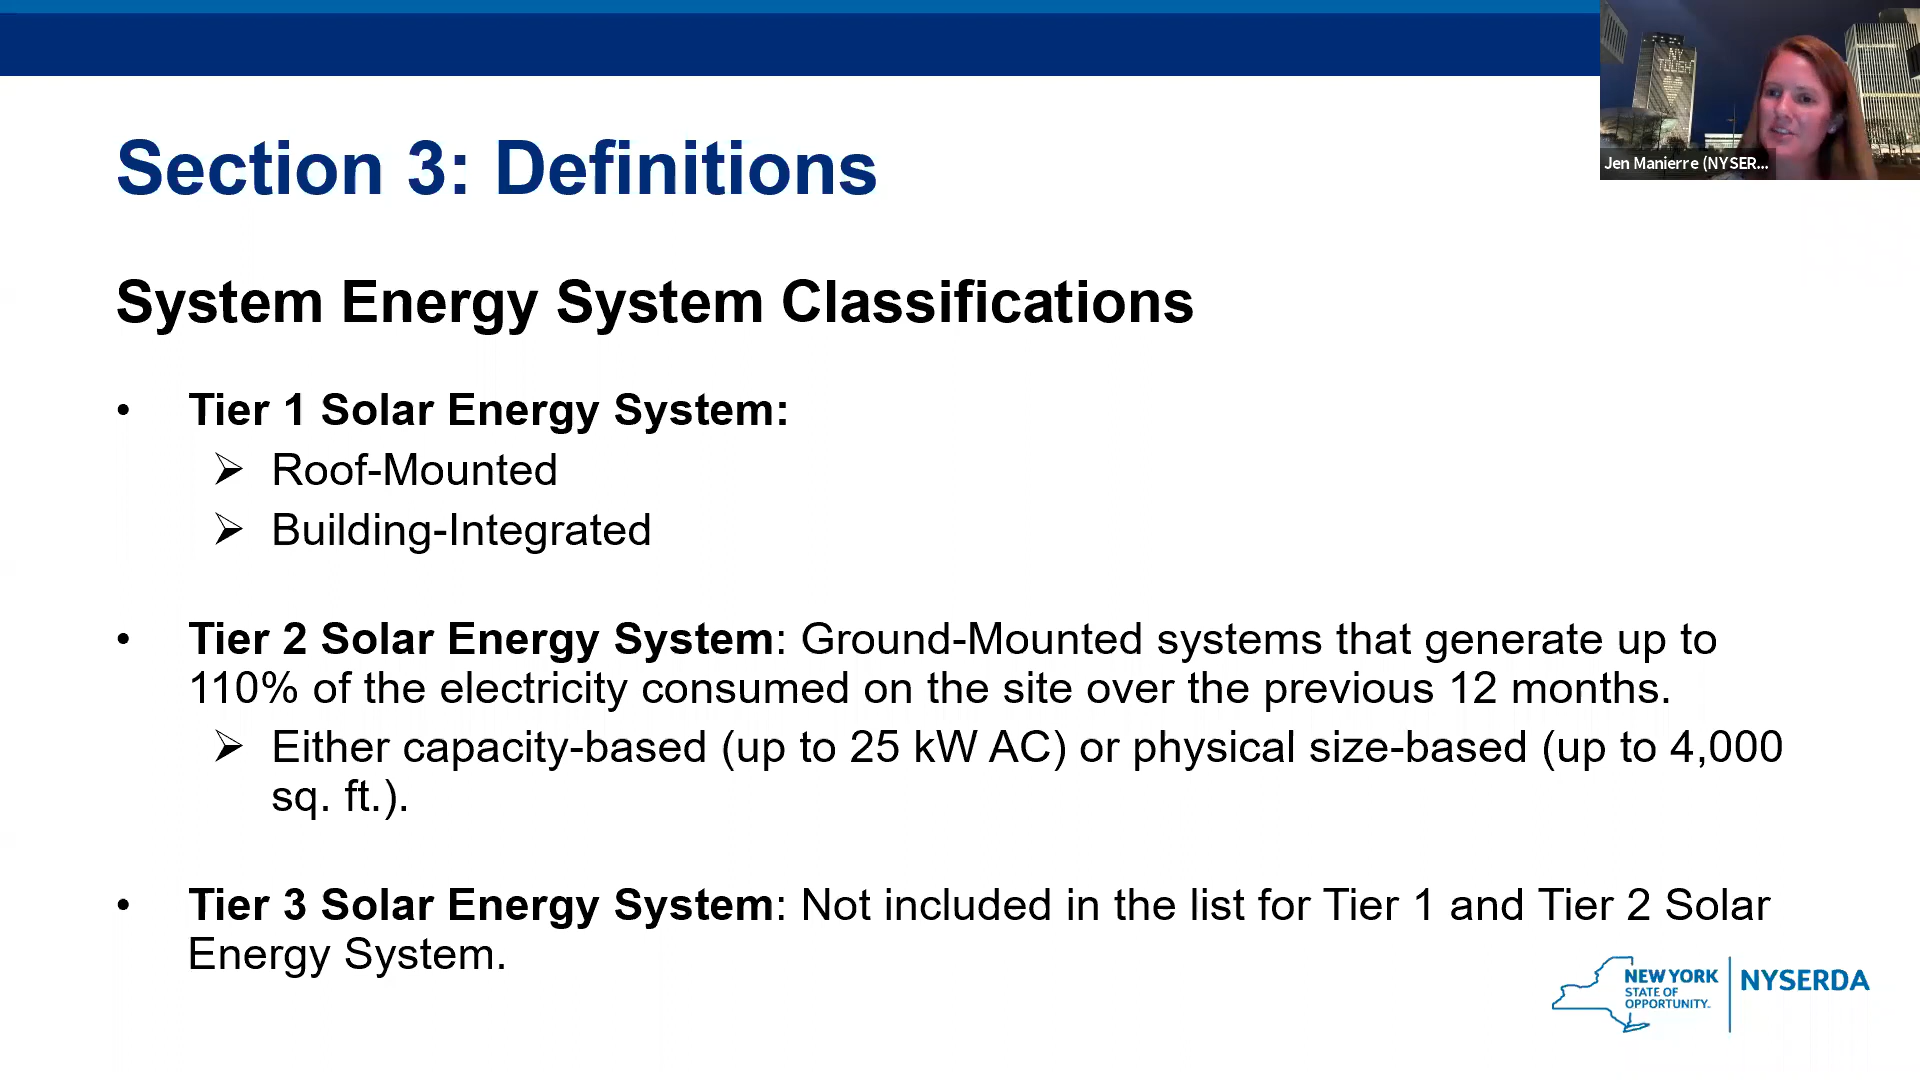 NY
TOUGH
Jen Manierre (NYSER...
Section 3: Definitions
System Energy System Classifications
• Tier 1 Solar Energy System:
➢ Roof-Mounted
➢ Building-Integrated
• Tier 2 Solar Energy System: Ground-Mounted systems that generate up to
110% of the electricity consumed on the site over the previous 12 months.
➢ Either capacity-based (up to 25 kW AC) or physical size-based (up to 4,000
sq. ft.).
• Tier 3 Solar Energy System: Not included in the list for Tier 1 and Tier 2 Solar
Energy System.
NEW YORK
STATE OF
OPPORTUNITY.
NYSERDA